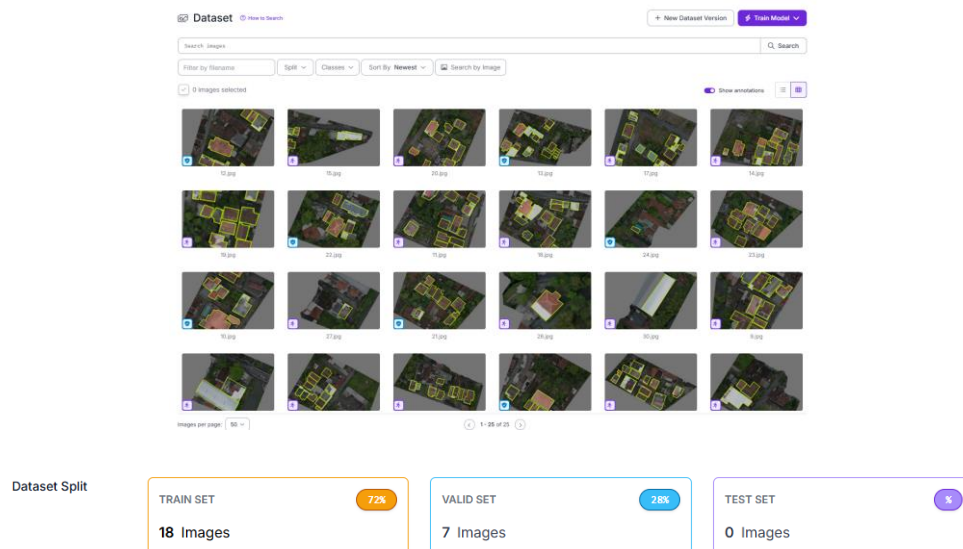 Dataset How to Search
+ New Dataset Version Train Model
Search images Search
Filter by filename Split Classes Sort By Newest Search by Image
0 images selected Show annotations
12.jpg 15.jpg 20.jpg 13.jpg 17.jpg 14.jpg
19.jpg 22.jpg 11.jpg 16.jpg 24.jpg 23.jpg
10.jpg 27.jpg 21.jpg 28.jpg 30.jpg 9.jpg
Images per page: 50 1 - 25 of 25
Dataset Split
TRAIN SET 72%
18 Images
VALID SET 28%
7 Images
TEST SET %
0 Images